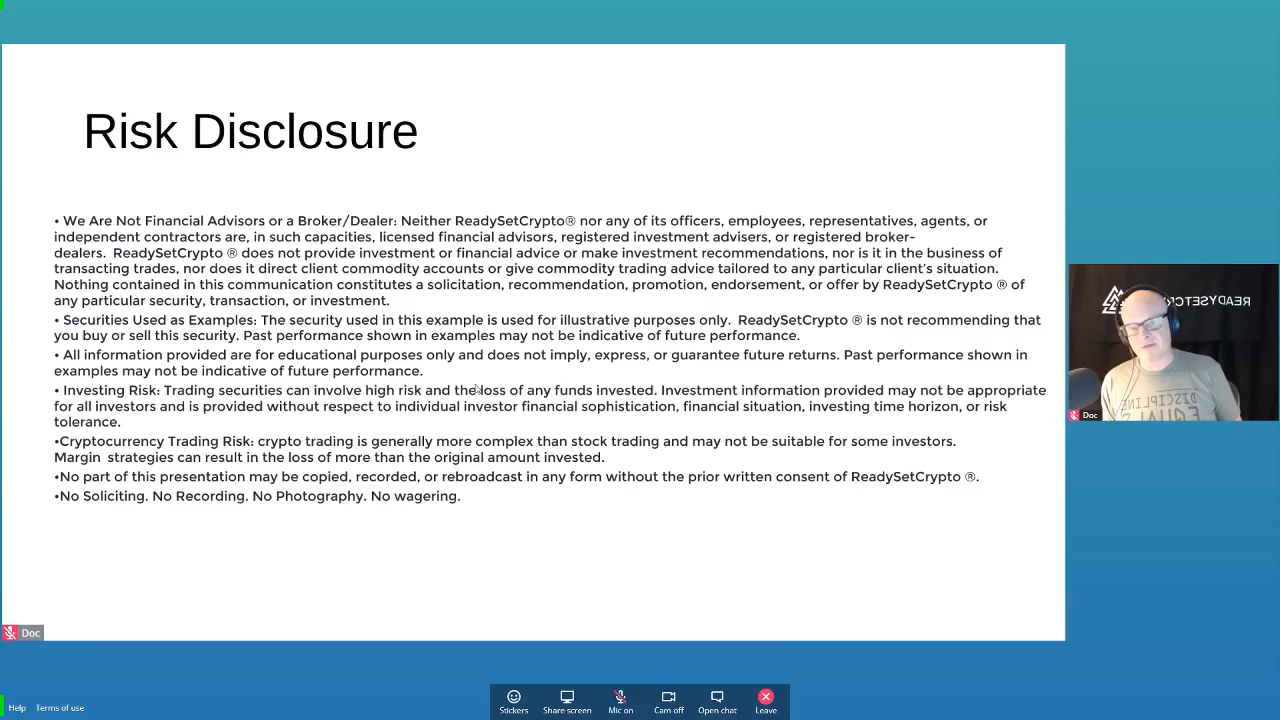 Risk Disclosure
• We Are Not Financial Advisors or a Broker/Dealer: Neither ReadySetCrypto® nor any of its officers, employees, representatives, agents, or
independent contractors are, in such capacities, licensed financial advisors, registered investment advisers, or registered broker-
dealers. ReadySetCrypto ® does not provide investment or financial advice or make investment recommendations, nor is it in the business of
transacting trades, nor does it direct client commodity accounts or give commodity trading advice tailored to any particular client's situation.
Nothing contained in this communication constitutes a solicitation, recommendation, promotion, endorsement, or offer by ReadySetCrypto ® of
any particular security, transaction, or investment.
• Securities Used as Examples: The security used in this example is used for illustrative purposes only. ReadySetCrypto ® is not recommending that
you buy or sell this security. Past performance shown in examples may not be indicative of future performance.
• All information provided are for educational purposes only and does not imply, express, or guarantee future returns. Past performance shown in
examples may not be indicative of future performance.
• Investing Risk: Trading securities can involve high risk and the loss of any funds invested. Investment information provided may not be appropriate
for all investors and is provided without respect to individual investor financial sophistication, financial situation, investing time horizon, or risk
tolerance.
•Cryptocurrency Trading Risk: crypto trading is generally more complex than stock trading and may not be suitable for some investors.
Margin strategies can result in the loss of more than the original amount invested.
•No part of this presentation may be copied, recorded, or rebroadcast in any form without the prior written consent of ReadySetCrypto ®.
•No Soliciting. No Recording. No Photography. No wagering.
READYSETCR
DISCIPLINE
EQUALS
Doc
Doc
Help Terms of use
Stickers Share screen Mic on Cam off Open chat Leave